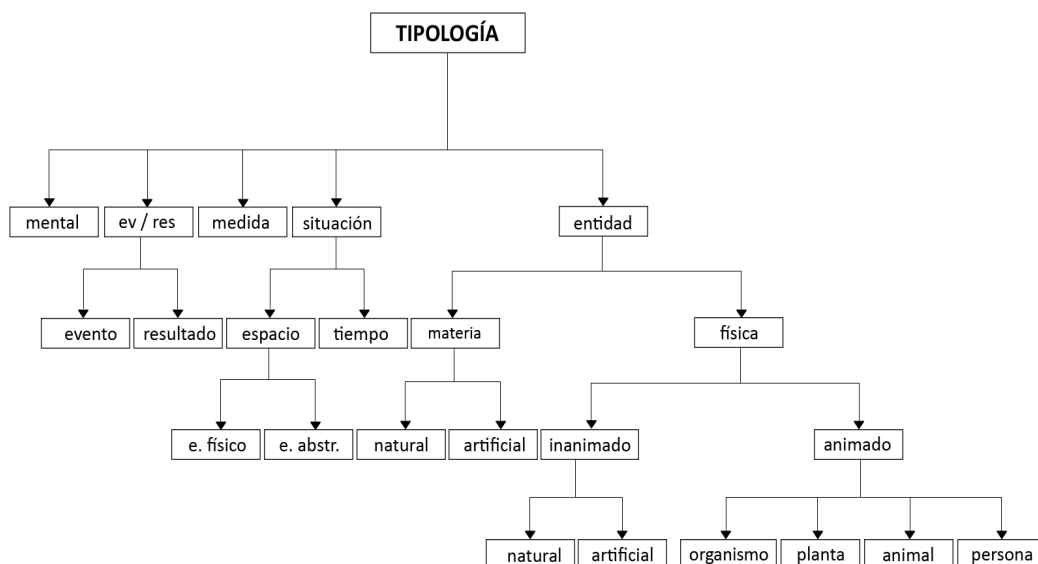 TIPOLOGÍA
mental
ev / res
medida
situación
entidad
evento
resultado
espacio
tiempo
materia
física
e. físico
e. abstr.
natural
artificial
inanimado
animado
natural
artificial
organismo
planta
animal
persona